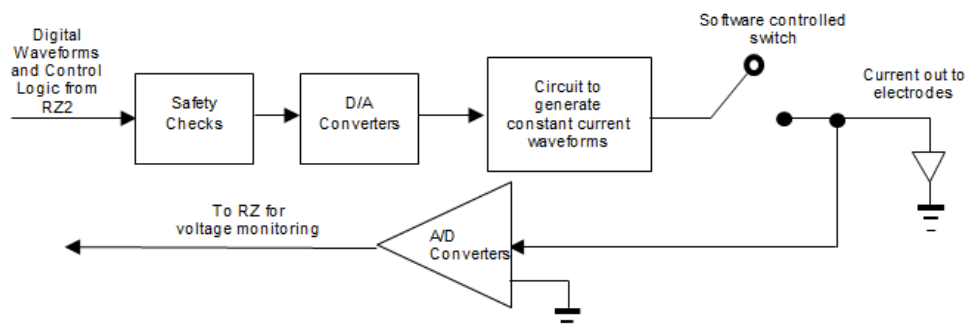 Digital
Waveforms
and Control
Logic from
RZ2
Safety
Checks
D/A
Converters
Circuit to
generate
constant current
waveforms
Software controlled
switch
Current out to
electrodes
To RZ for
voltage monitoring
A/D
Converters